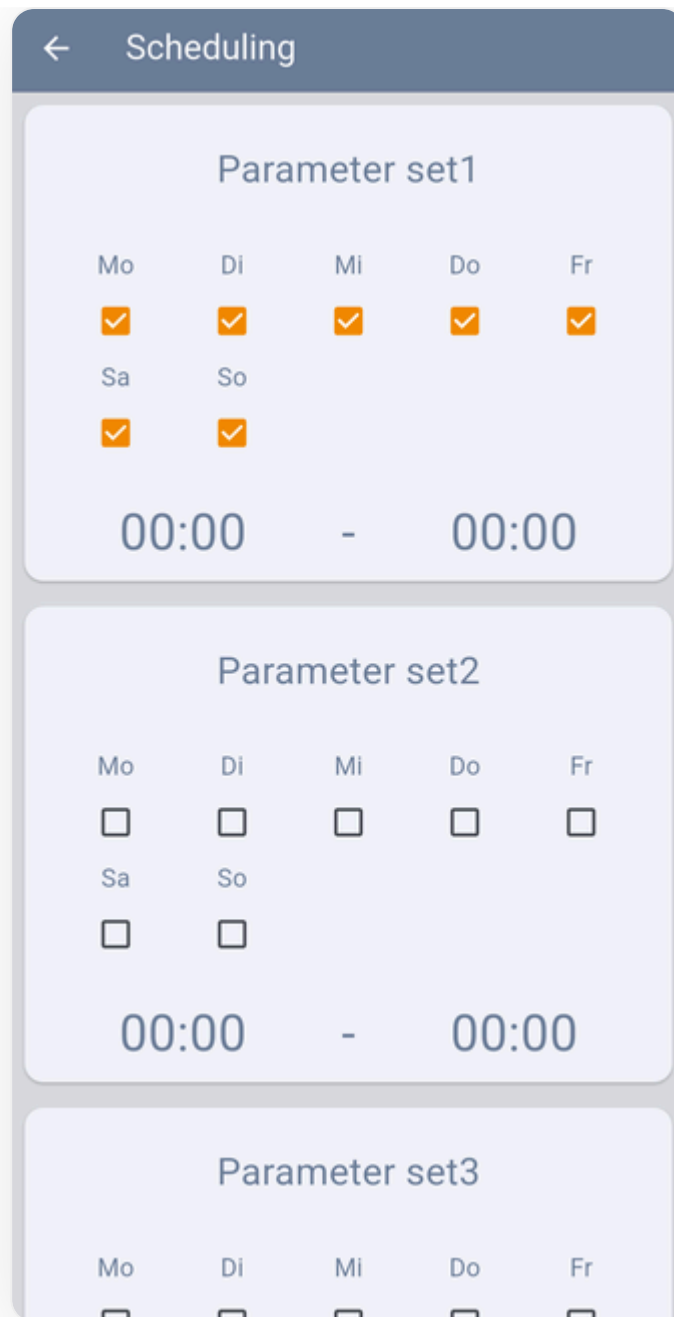 Scheduling
Parameter set1
Mo Di Mi Do Fr
Sa So
00:00 - 00:00
Parameter set2
Mo Di Mi Do Fr
Sa So
00:00 - 00:00
Parameter set3
Mo Di Mi Do Fr